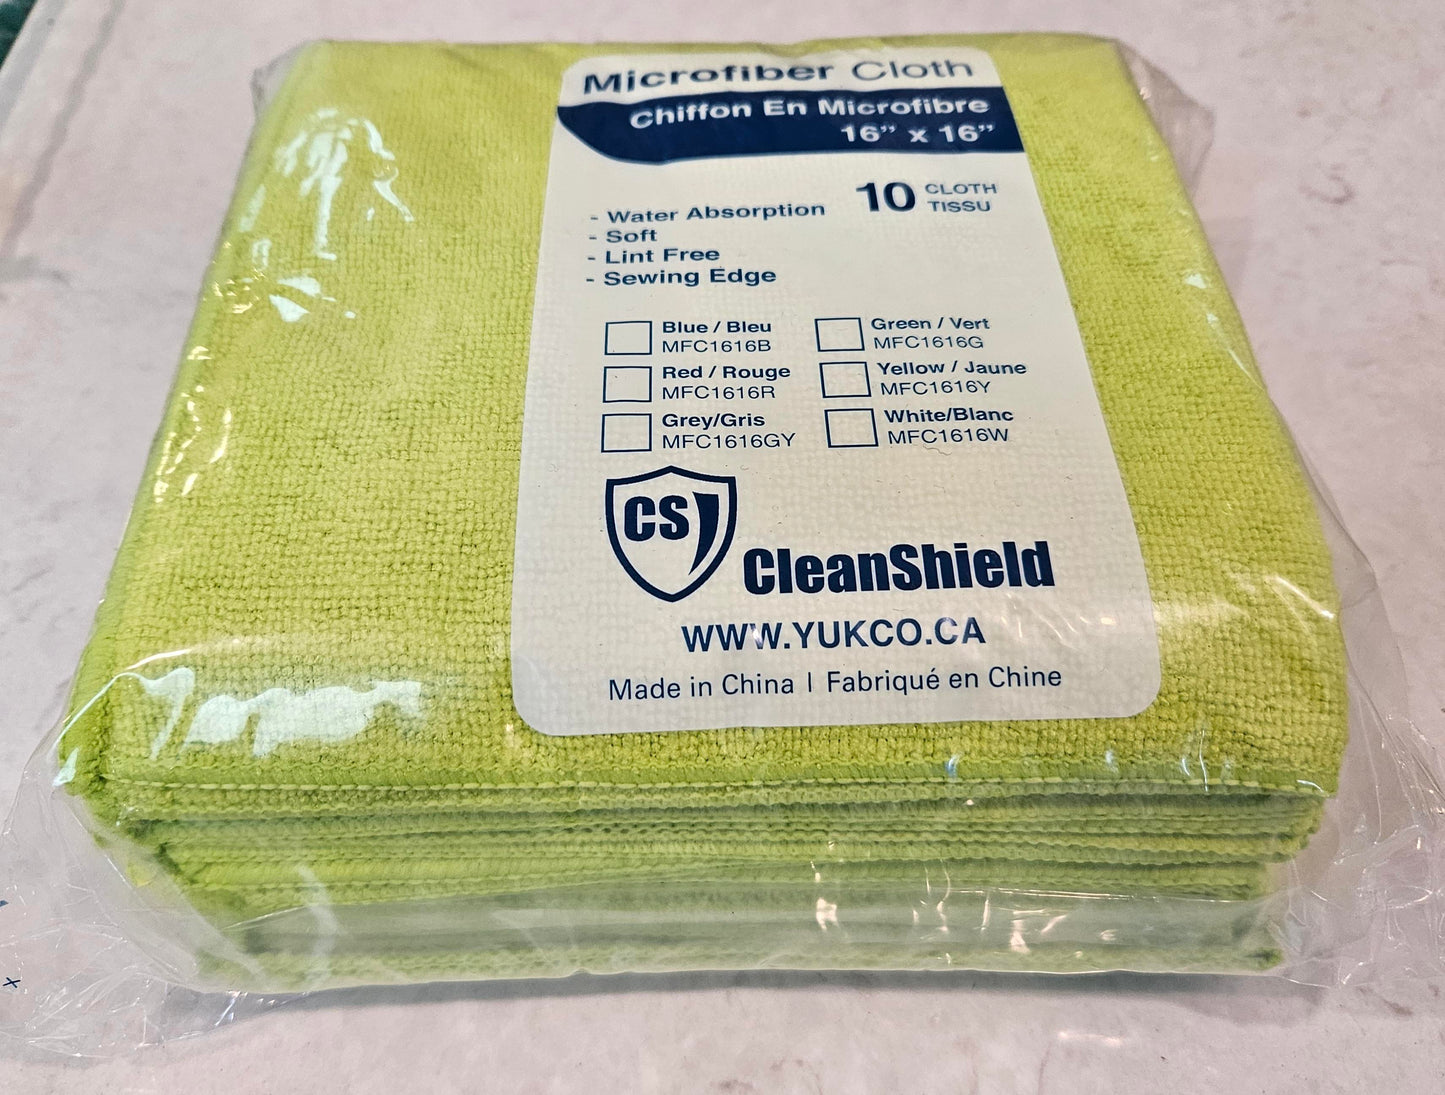 Microfiber Cloth
Chiffon En Microfibre
16” x 16”
10 CLOTH
TISSU
- Water Absorption
- Soft
- Lint Free
- Sewing Edge
Blue / Bleu
MFC1616B
Green / Vert
MFC1616G
Red / Rouge
MFC1616R
Yellow / Jaune
MFC1616Y
Grey/Gris
MFC1616GY
White/Blanc
MFC1616W
CS
CleanShield
WWW.YUKCO.CA
Made in China | Fabriqué en Chine